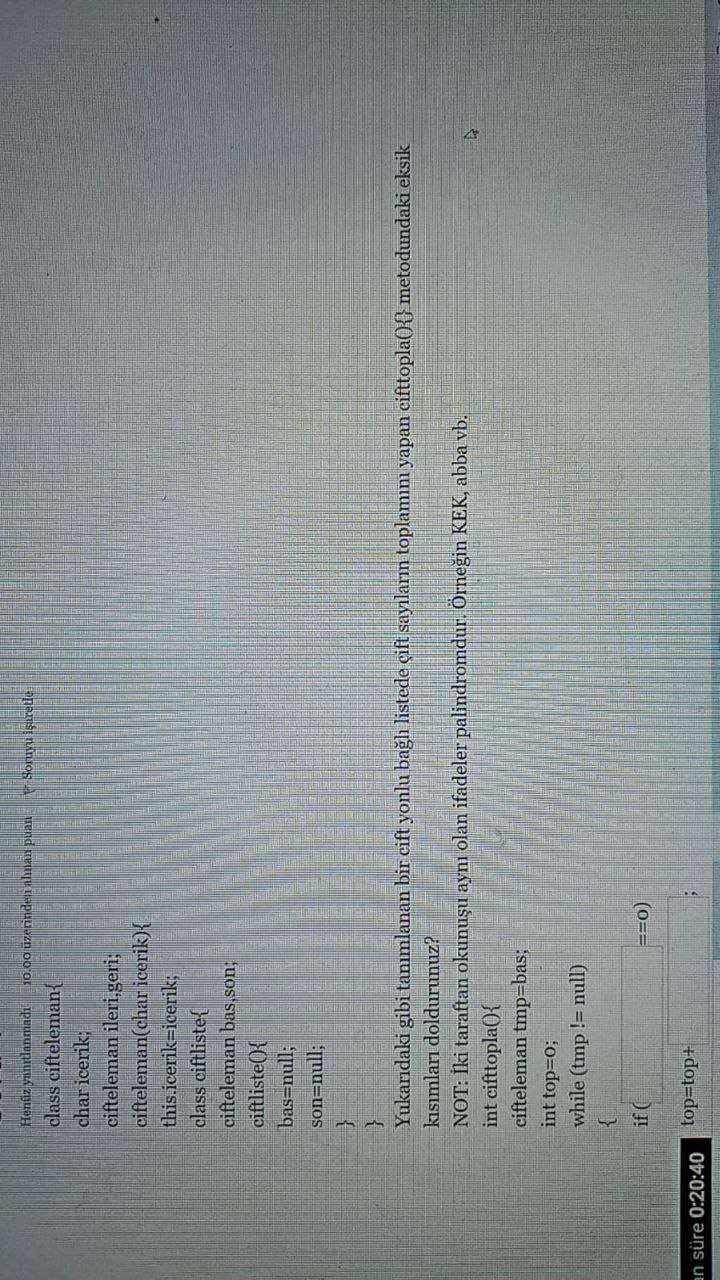 Henüz yanıtlanmadı 10.00 üzerinden alınan puan Soruyu işaretle
class cifteleman{
char icerik;
cifteleman ileri,geri;
cifteleman(char icerik){
this.icerik=icerik;
class ciftliste{
cifteleman bas,son;
ciftliste(){
bas=null;
son=null;
}
}
Yukarıdaki gibi tanımlanan bir cift yonlu bağlı listede çift sayıların toplamını yapan cifttopla(){} metodundaki eksik
kısımları doldurunuz?
NOT: İki taraftan okunuşu aynı olan ifadeler palindromdur. Örneğin KEK, abba vb.
int cifttopla(){
cifteleman tmp=bas;
int top=0;
while (tmp != null)
{
if ( ==0)
top=top+ ;
n süre 0:20:40